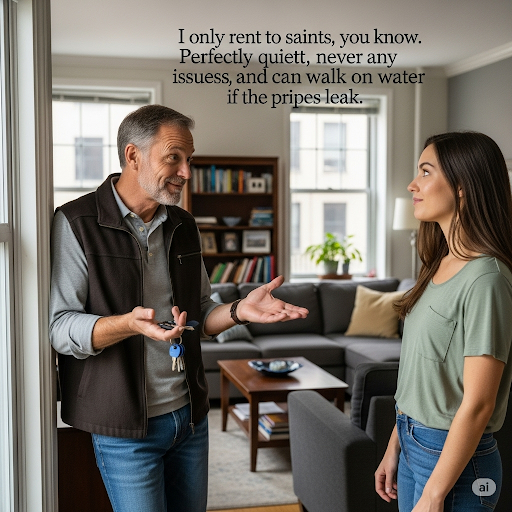 I only rent to saints, you know.
Perfectly quiett, never any
issuess, and can walk on water
if the pripes leak.
ai